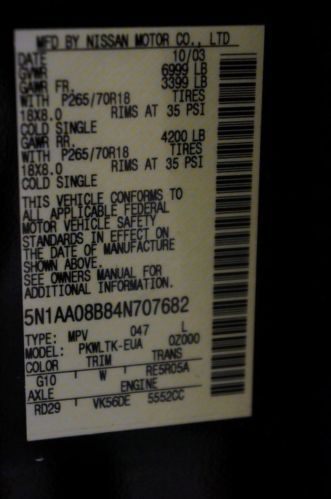 MFD BY NISSAN MOTOR CO., LTD
DATE 10/03
GVWR 6999 LB
GAWR FR. 3399 LB
WITH P265/70R18 TIRES
18X8.0 RIMS AT 35 PSI
COLD SINGLE
GAWR RR. 4200 LB
WITH P265/70R18 TIRES
18X8.0 RIMS AT 35 PSI
COLD SINGLE
THIS VEHICLE CONFORMS TO
ALL APPLICABLE FEDERAL
MOTOR VEHICLE SAFETY
STANDARDS IN EFFECT ON
THE DATE OF MANUFACTURE
SHOWN ABOVE.
SEE OWNERS MANUAL FOR
ADDITIONAL INFORMATION.
5N1AA08B84N707682
TYPE: MPV 047 L
MODEL: PKWLTK-EUA 0Z000
COLOR TRIM TRANS
G10 W RE5R05A
AXLE ENGINE
RD29 VK56DE 5552CC